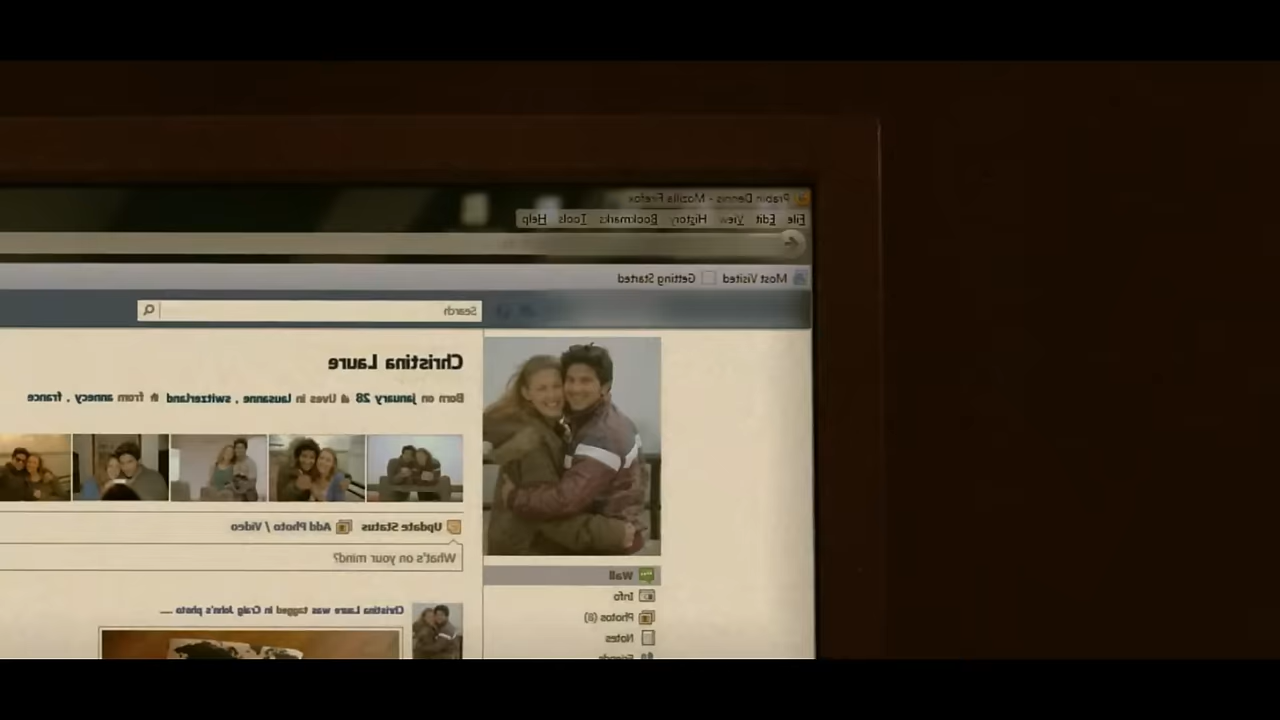 Prabin Dennis - Mozilla Firefox
File Edit View History Bookmarks Tools Help
Most Visited Getting Started
Search
Christina Laure
Born on january 28 Lives in lausanne , switzerland from annecy , france
Update Status Add Photo / Video
What's on your mind?
Wall
Info
Christina Laure was tagged in Craig John's photo
Photos (8)
Notes
Friends